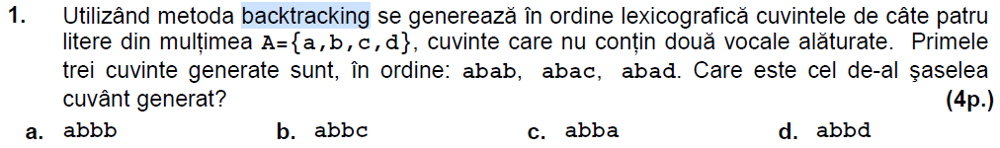 1. Utilizând metoda backtracking se generează în ordine lexicografică cuvintele de câte patru
litere din mulţimea A={a,b,c,d}, cuvinte care nu conţin două vocale alăturate. Primele
trei cuvinte generate sunt, în ordine: abab, abac, abad. Care este cel de-al şaselea
cuvânt generat? (4p.)
a. abbb b. abbc c. abba d. abbd